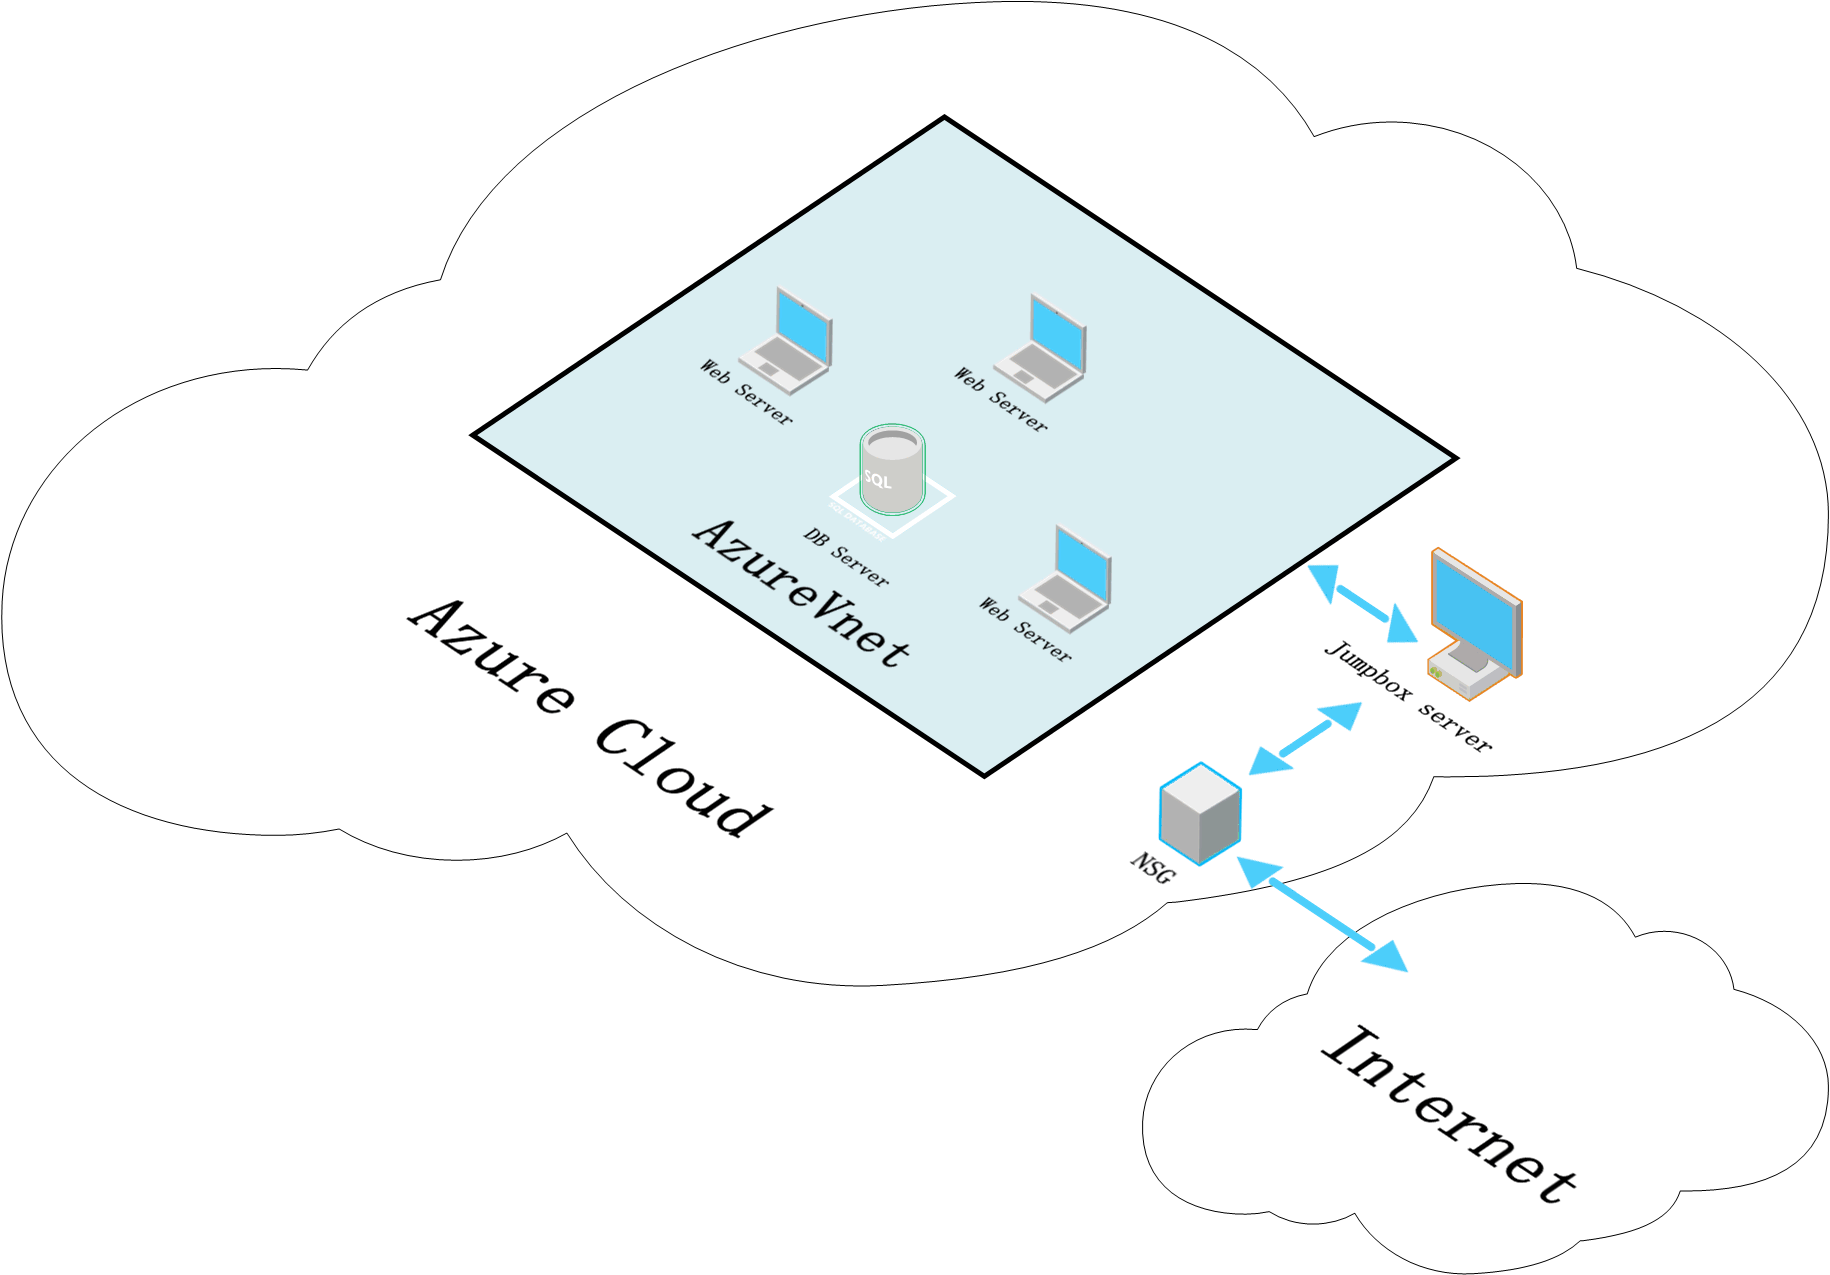 Web Server
Web Server
SQL
SQL DATABASE
DB Server
AzureVnet
Web Server
Azure Cloud
Jumpbox server
NSG
Internet